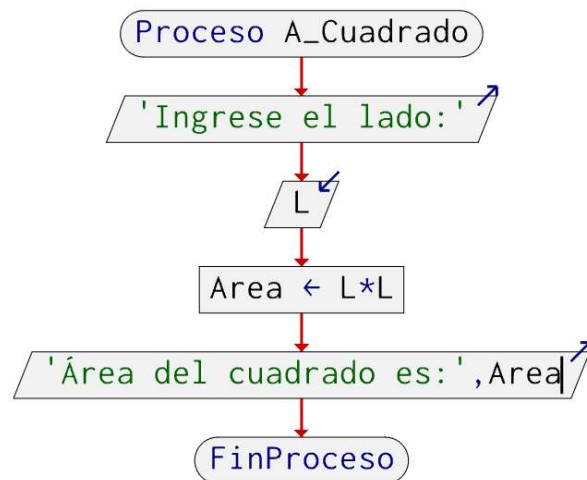 Proceso A_Cuadrado
'Ingrese el lado:'
L
Area ← L*L
'Área del cuadrado es:',Area
FinProceso